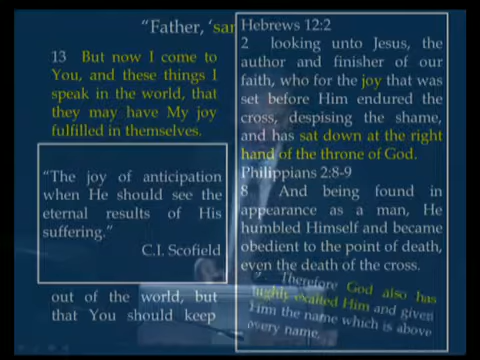 "Father, 'sa
13 But now I come to
You, and these things I
speak in the world, that
they may have My joy
fulfilled in themselves.
"The joy of anticipation
when He should see the
eternal results of His
suffering."
C.I. Scofield
out of the world, but
that You should keep
Hebrews 12:2
2 looking unto Jesus, the
author and finisher of our
faith, who for the joy that was
set before Him endured the
cross, despising the shame,
and has sat down at the right
hand of the throne of God.
Philippians 2:8-9
8 And being found in
appearance as a man, He
humbled Himself and became
obedient to the point of death,
even the death of the cross.
Therefore God also has
highly exalted Him and given
Him the name which is above
every name,